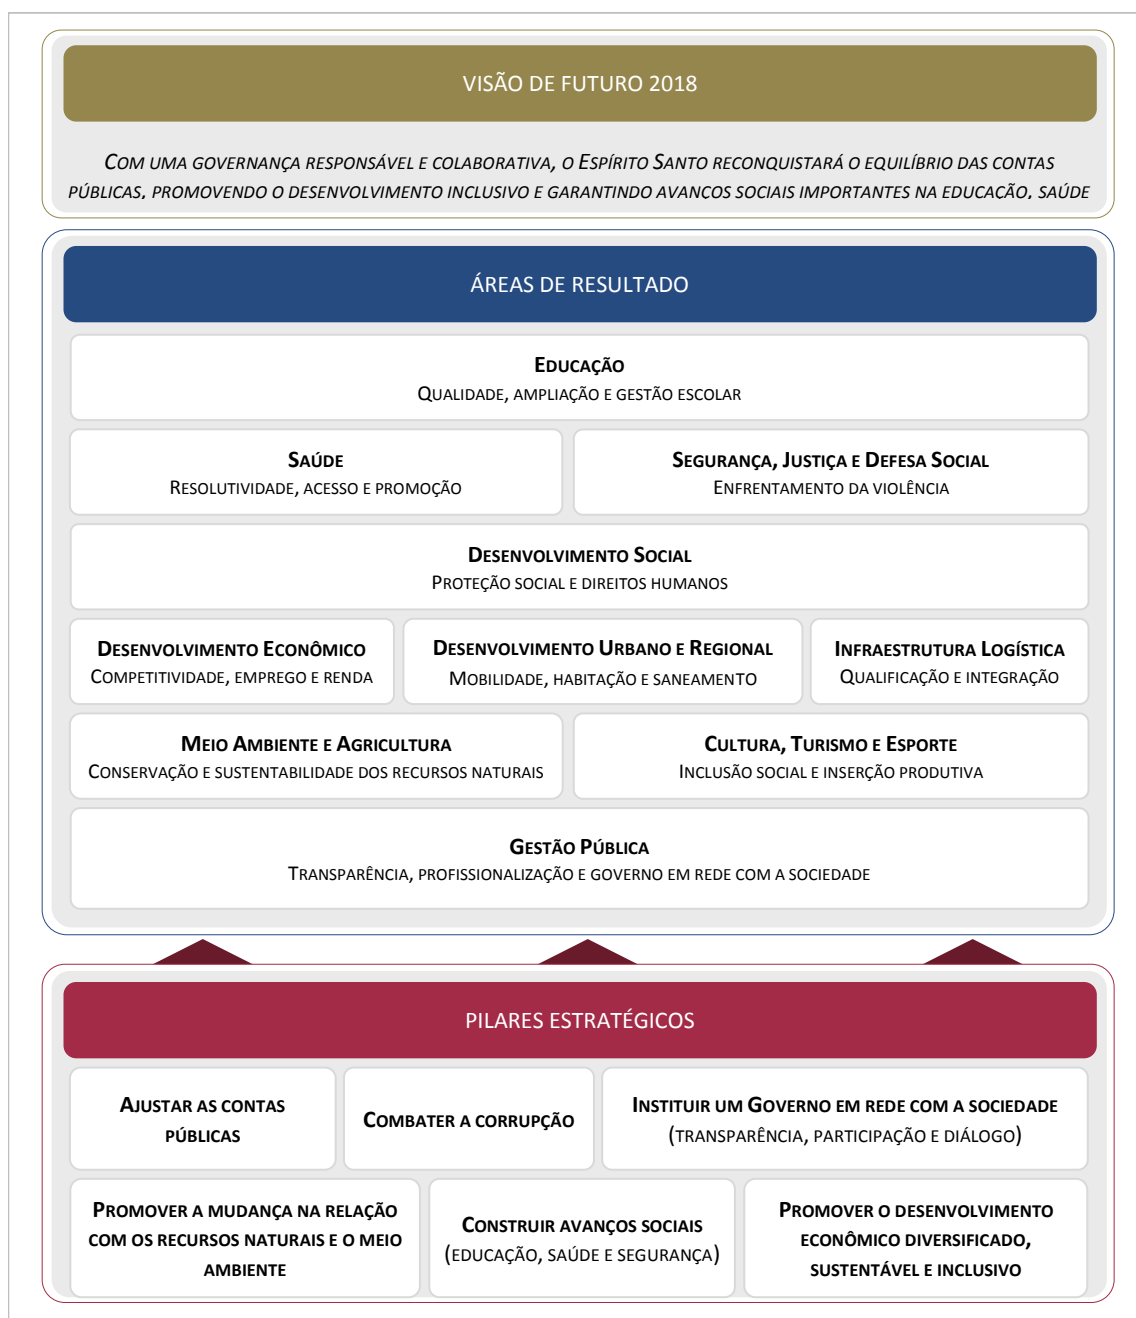 VISÃO DE FUTURO 2018
COM UMA GOVERNANÇA RESPONSÁVEL E COLABORATIVA, O ESPÍRITO SANTO RECONQUISTARÁ O EQUILÍBRIO DAS CONTAS
PÚBLICAS, PROMOVENDO O DESENVOLVIMENTO INCLUSIVO E GARANTINDO AVANÇOS SOCIAIS IMPORTANTES NA EDUCAÇÃO, SAÚDE
ÁREAS DE RESULTADO
EDUCAÇÃO
QUALIDADE, AMPLIAÇÃO E GESTÃO ESCOLAR
SAÚDE
RESOLUTIVIDADE, ACESSO E PROMOÇÃO
SEGURANÇA, JUSTIÇA E DEFESA SOCIAL
ENFRENTAMENTO DA VIOLÊNCIA
DESENVOLVIMENTO SOCIAL
PROTEÇÃO SOCIAL E DIREITOS HUMANOS
DESENVOLVIMENTO ECONÔMICO
COMPETITIVIDADE, EMPREGO E RENDA
DESENVOLVIMENTO URBANO E REGIONAL
MOBILIDADE, HABITAÇÃO E SANEAMENTO
INFRAESTRUTURA LOGÍSTICA
QUALIFICAÇÃO E INTEGRAÇÃO
MEIO AMBIENTE E AGRICULTURA
CONSERVAÇÃO E SUSTENTABILIDADE DOS RECURSOS NATURAIS
CULTURA, TURISMO E ESPORTE
INCLUSÃO SOCIAL E INSERÇÃO PRODUTIVA
GESTÃO PÚBLICA
TRANSPARÊNCIA, PROFISSIONALIZAÇÃO E GOVERNO EM REDE COM A SOCIEDADE
PILARES ESTRATÉGICOS
AJUSTAR AS CONTAS
PÚBLICAS
COMBATER A CORRUPÇÃO
INSTITUIR UM GOVERNO EM REDE COM A SOCIEDADE
(TRANSPARÊNCIA, PARTICIPAÇÃO E DIÁLOGO)
PROMOVER A MUDANÇA NA RELAÇÃO
COM OS RECURSOS NATURAIS E O MEIO
AMBIENTE
CONSTRUIR AVANÇOS SOCIAIS
(EDUCAÇÃO, SAÚDE E SEGURANÇA)
PROMOVER O DESENVOLVIMENTO
ECONÔMICO DIVERSIFICADO,
SUSTENTÁVEL E INCLUSIVO